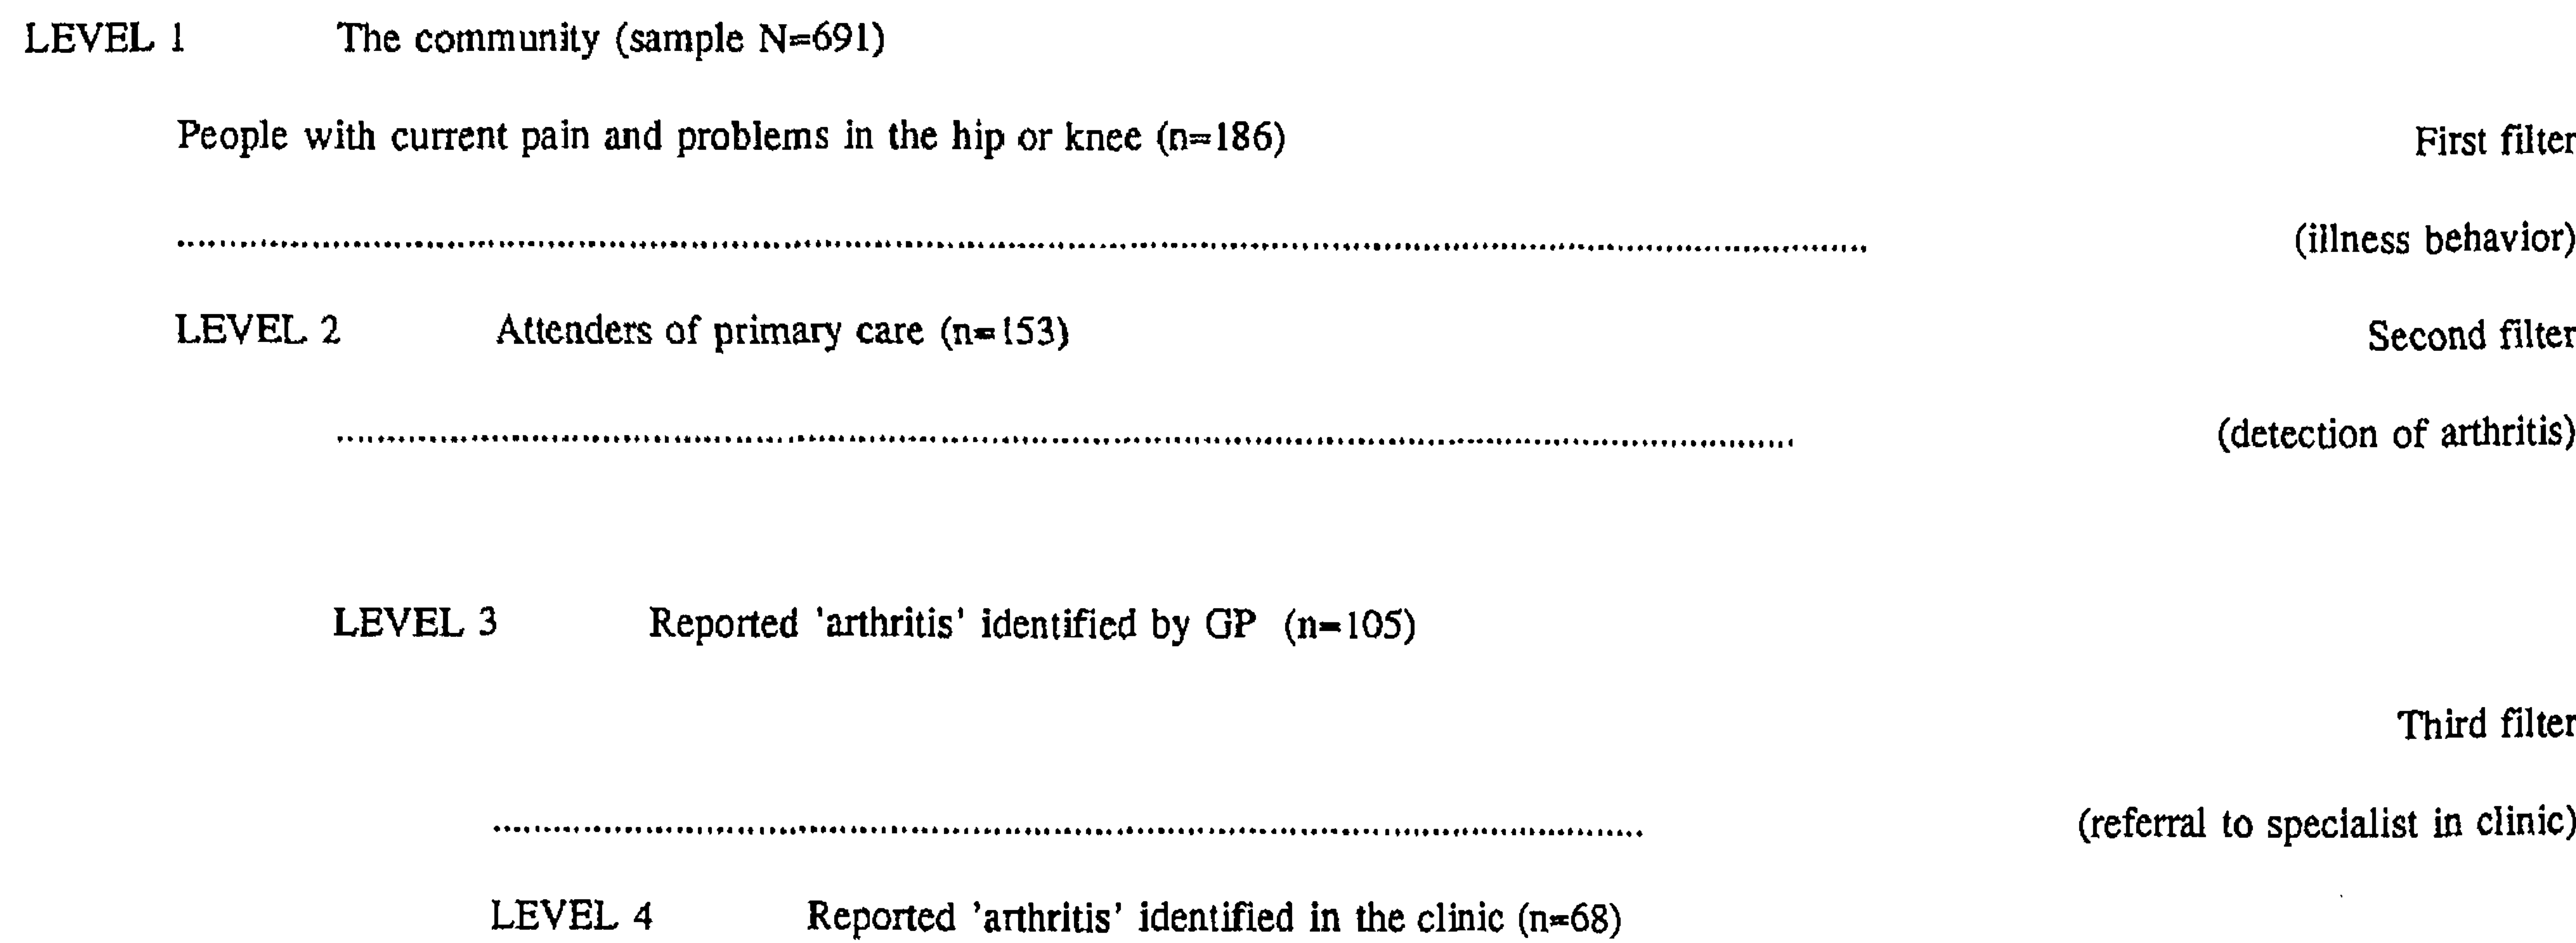 LEVEL 1 The community (sample N=691)
People with current pain and problems in the hip or knee (n=186) First filter
(illness behavior)
LEVEL 2 Attenders of primary care (n=153) Second filter
(detection of arthritis)
LEVEL 3 Reported 'arthritis' identified by GP (n=105)
Third filter
(referral to specialist in clinic)
LEVEL 4 Reported 'arthritis' identified in the clinic (n=68)